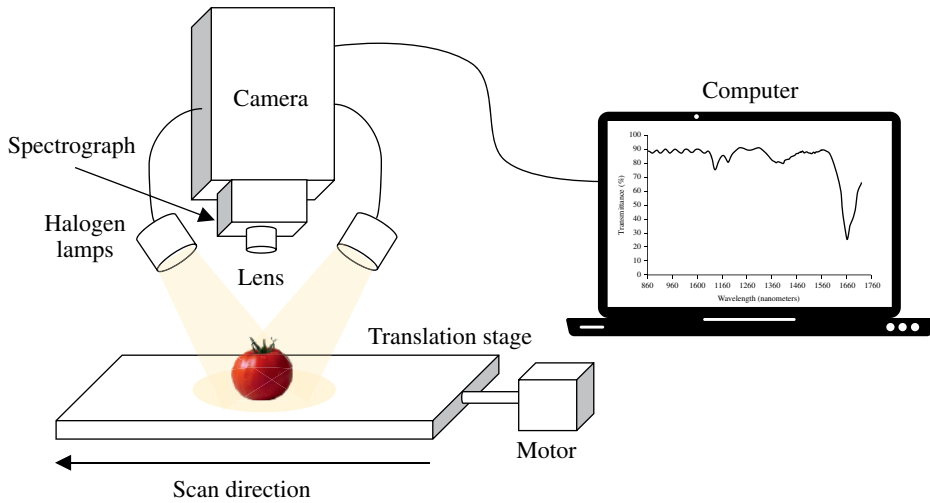 Camera
Computer
Spectrograph
Halogen
lamps
Lens
Transmittance (%)
100
90
80
70
60
50
40
30
20
10
0
860 960 1060 1160 1260 1360 1460 1560 1660 1760
Wavelength (nanometers)
Translation stage
Motor
Scan direction